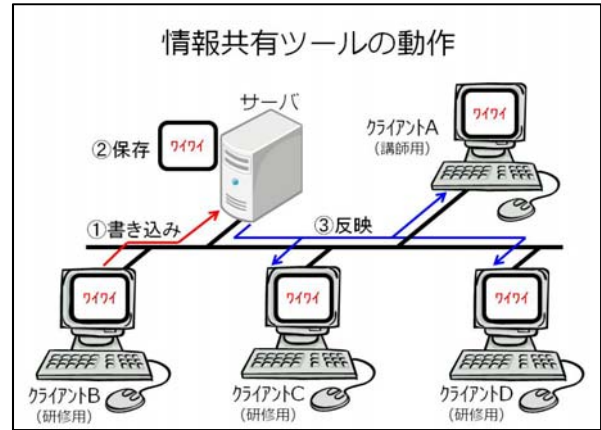 情報共有ツールの動作
サーバ
②保存
ワイワイ
クライアントA
(講師用)
ワイワイ
①書き込み
③反映
ワイワイ
ワイワイ
ワイワイ
クライアントB
(研修用)
クライアントC
(研修用)
クライアントD
(研修用)